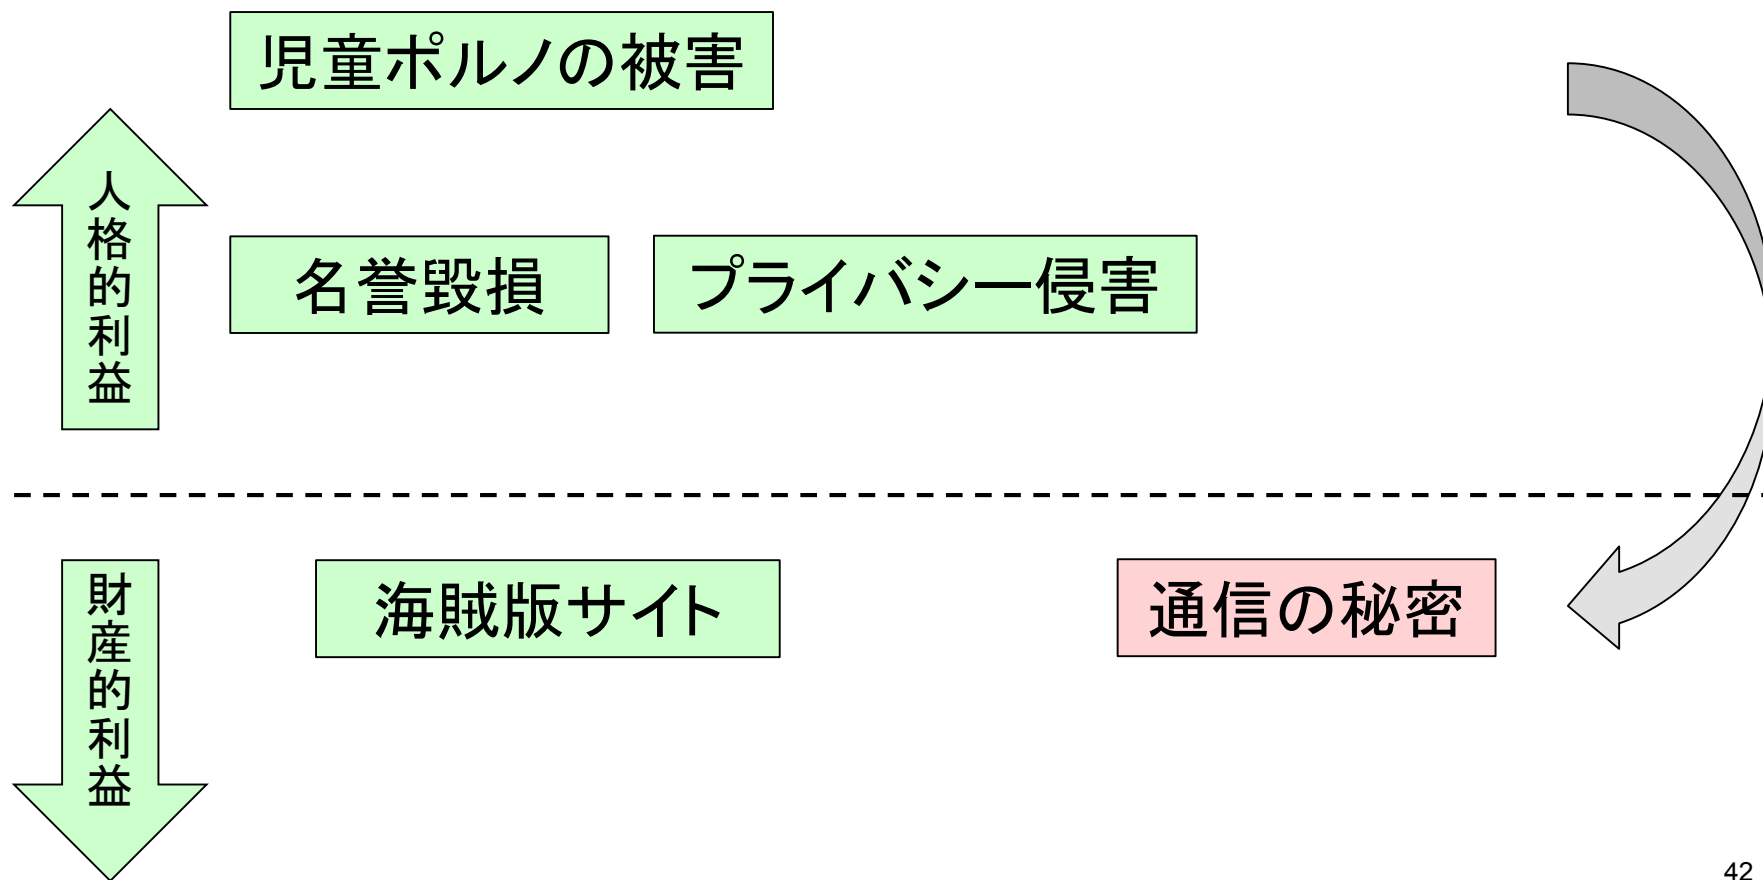 児童ポルノの被害
人格的利益
名誉毀損
プライバシー侵害
財産的利益
海賊版サイト
通信の秘密
42